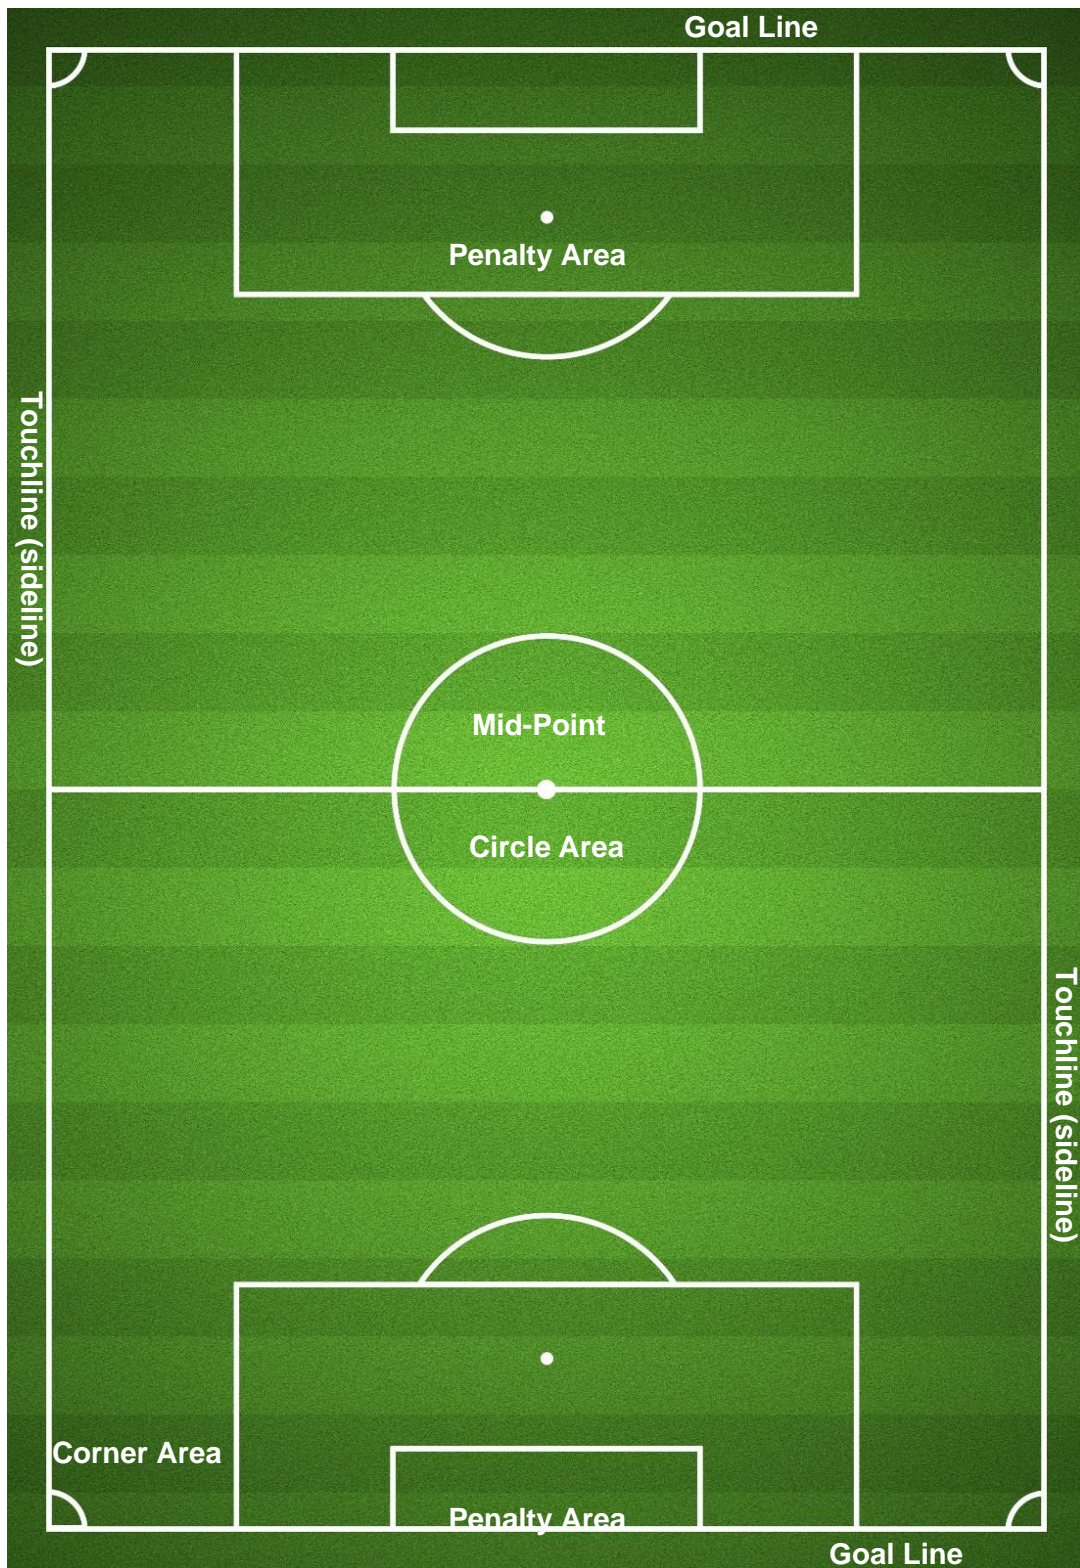 Goal Line
Penalty Area
Touchline (sideline)
Mid-Point
Circle Area
Touchline (sideline)
Corner Area
Penalty Area
Goal Line